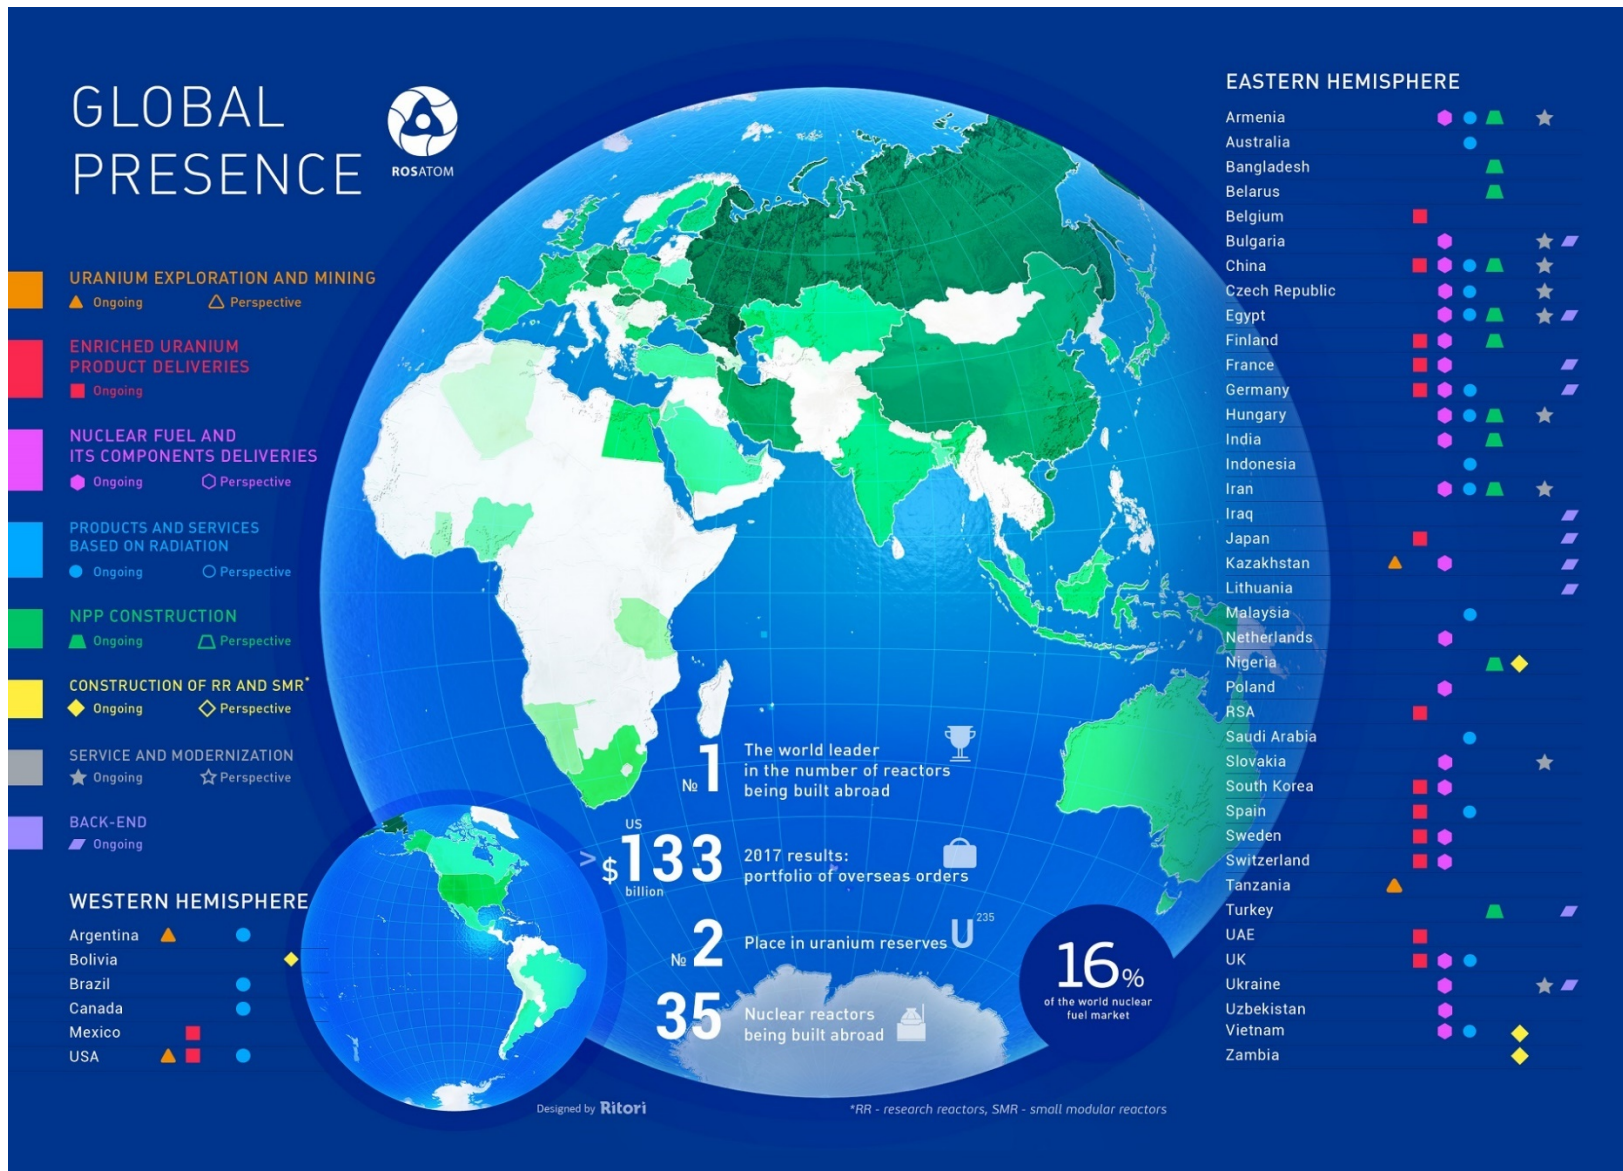 GLOBAL
PRESENCE
ROSATOM
URANIUM EXPLORATION AND MINING
Ongoing Perspective
ENRICHED URANIUM
PRODUCT DELIVERIES
Ongoing
NUCLEAR FUEL AND
ITS COMPONENTS DELIVERIES
Ongoing Perspective
PRODUCTS AND SERVICES
BASED ON RADIATION
Ongoing Perspective
NPP CONSTRUCTION
Ongoing Perspective
CONSTRUCTION OF RR AND SMR*
Ongoing Perspective
SERVICE AND MODERNIZATION
Ongoing Perspective
BACK-END
Ongoing
WESTERN HEMISPHERE
Argentina
Bolivia
Brazil
Canada
Mexico
USA
№1
The world leader
in the number of reactors
being built abroad
US
> $133
billion
2017 results:
portfolio of overseas orders
№2
Place in uranium reserves U235
35
Nuclear reactors
being built abroad
16%
of the world nuclear
fuel market
Designed by Ritori
*RR - research reactors, SMR - small modular reactors
EASTERN HEMISPHERE
Armenia
Australia
Bangladesh
Belarus
Belgium
Bulgaria
China
Czech Republic
Egypt
Finland
France
Germany
Hungary
India
Indonesia
Iran
Iraq
Japan
Kazakhstan
Lithuania
Malaysia
Netherlands
Nigeria
Poland
RSA
Saudi Arabia
Slovakia
South Korea
Spain
Sweden
Switzerland
Tanzania
Turkey
UAE
UK
Ukraine
Uzbekistan
Vietnam
Zambia